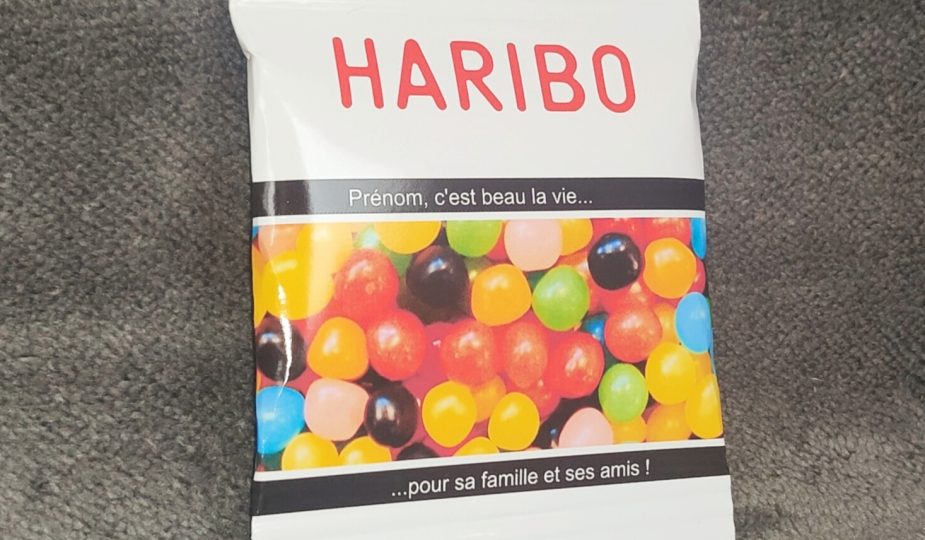 HARIBO
Prénom, c'est beau la vie...
...pour sa famille et ses amis !